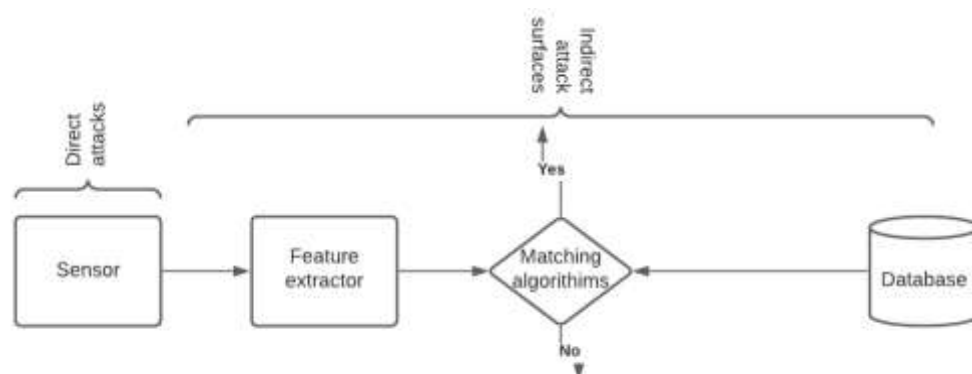 Indirect
attack
surfaces
Direct
attacks
Yes
Sensor
Feature
extractor
Matching
algorithims
Database
No